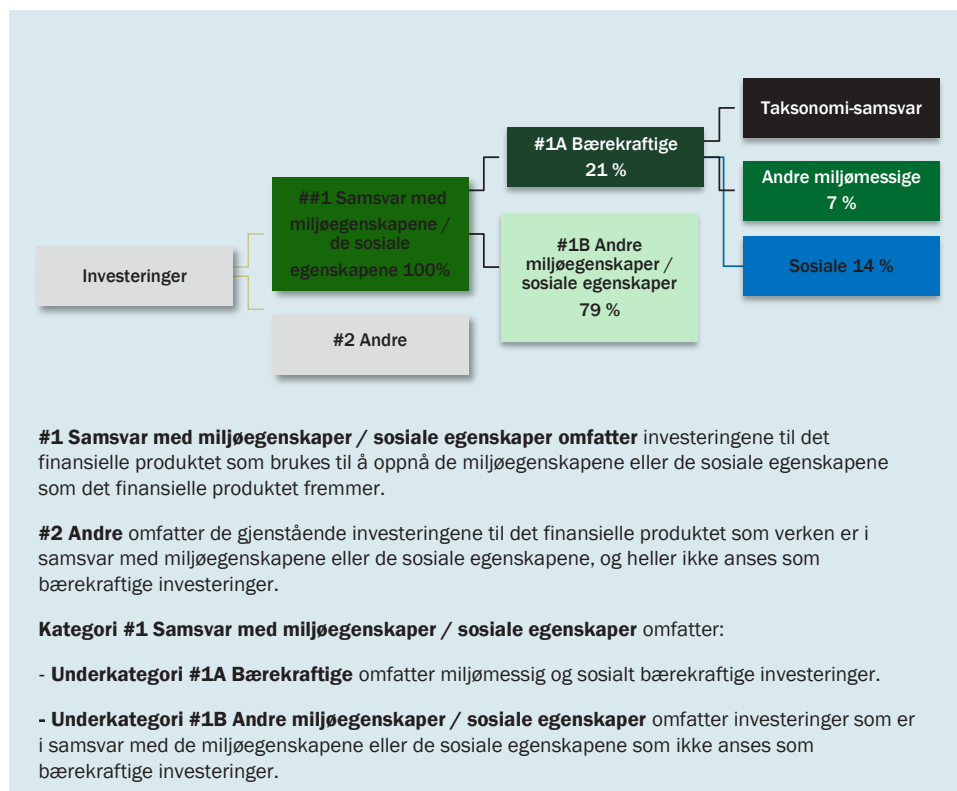 Taksonomi-samsvar
#1A Bærekraftige
21 %
Andre miljømessige
7 %
##1 Samsvar med
miljøegenskapene /
de sosiale
egenskapene 100%
#1B Andre
miljøegenskaper /
sosiale egenskaper
79 %
Sosiale 14 %
Investeringer
#2 Andre
#1 Samsvar med miljøegenskaper / sosiale egenskaper omfatter investeringene til det
finansielle produktet som brukes til å oppnå de miljøegenskapene eller de sosiale egenskapene
som det finansielle produktet fremmer.
#2 Andre omfatter de gjenstående investeringene til det finansielle produktet som verken er i
samsvar med miljøegenskapene eller de sosiale egenskapene, og heller ikke anses som
bærekraftige investeringer.
Kategori #1 Samsvar med miljøegenskaper / sosiale egenskaper omfatter:
- Underkategori #1A Bærekraftige omfatter miljømessig og sosialt bærekraftige investeringer.
- Underkategori #1B Andre miljøegenskaper / sosiale egenskaper omfatter investeringer som er
i samsvar med de miljøegenskapene eller de sosiale egenskapene som ikke anses som
bærekraftige investeringer.